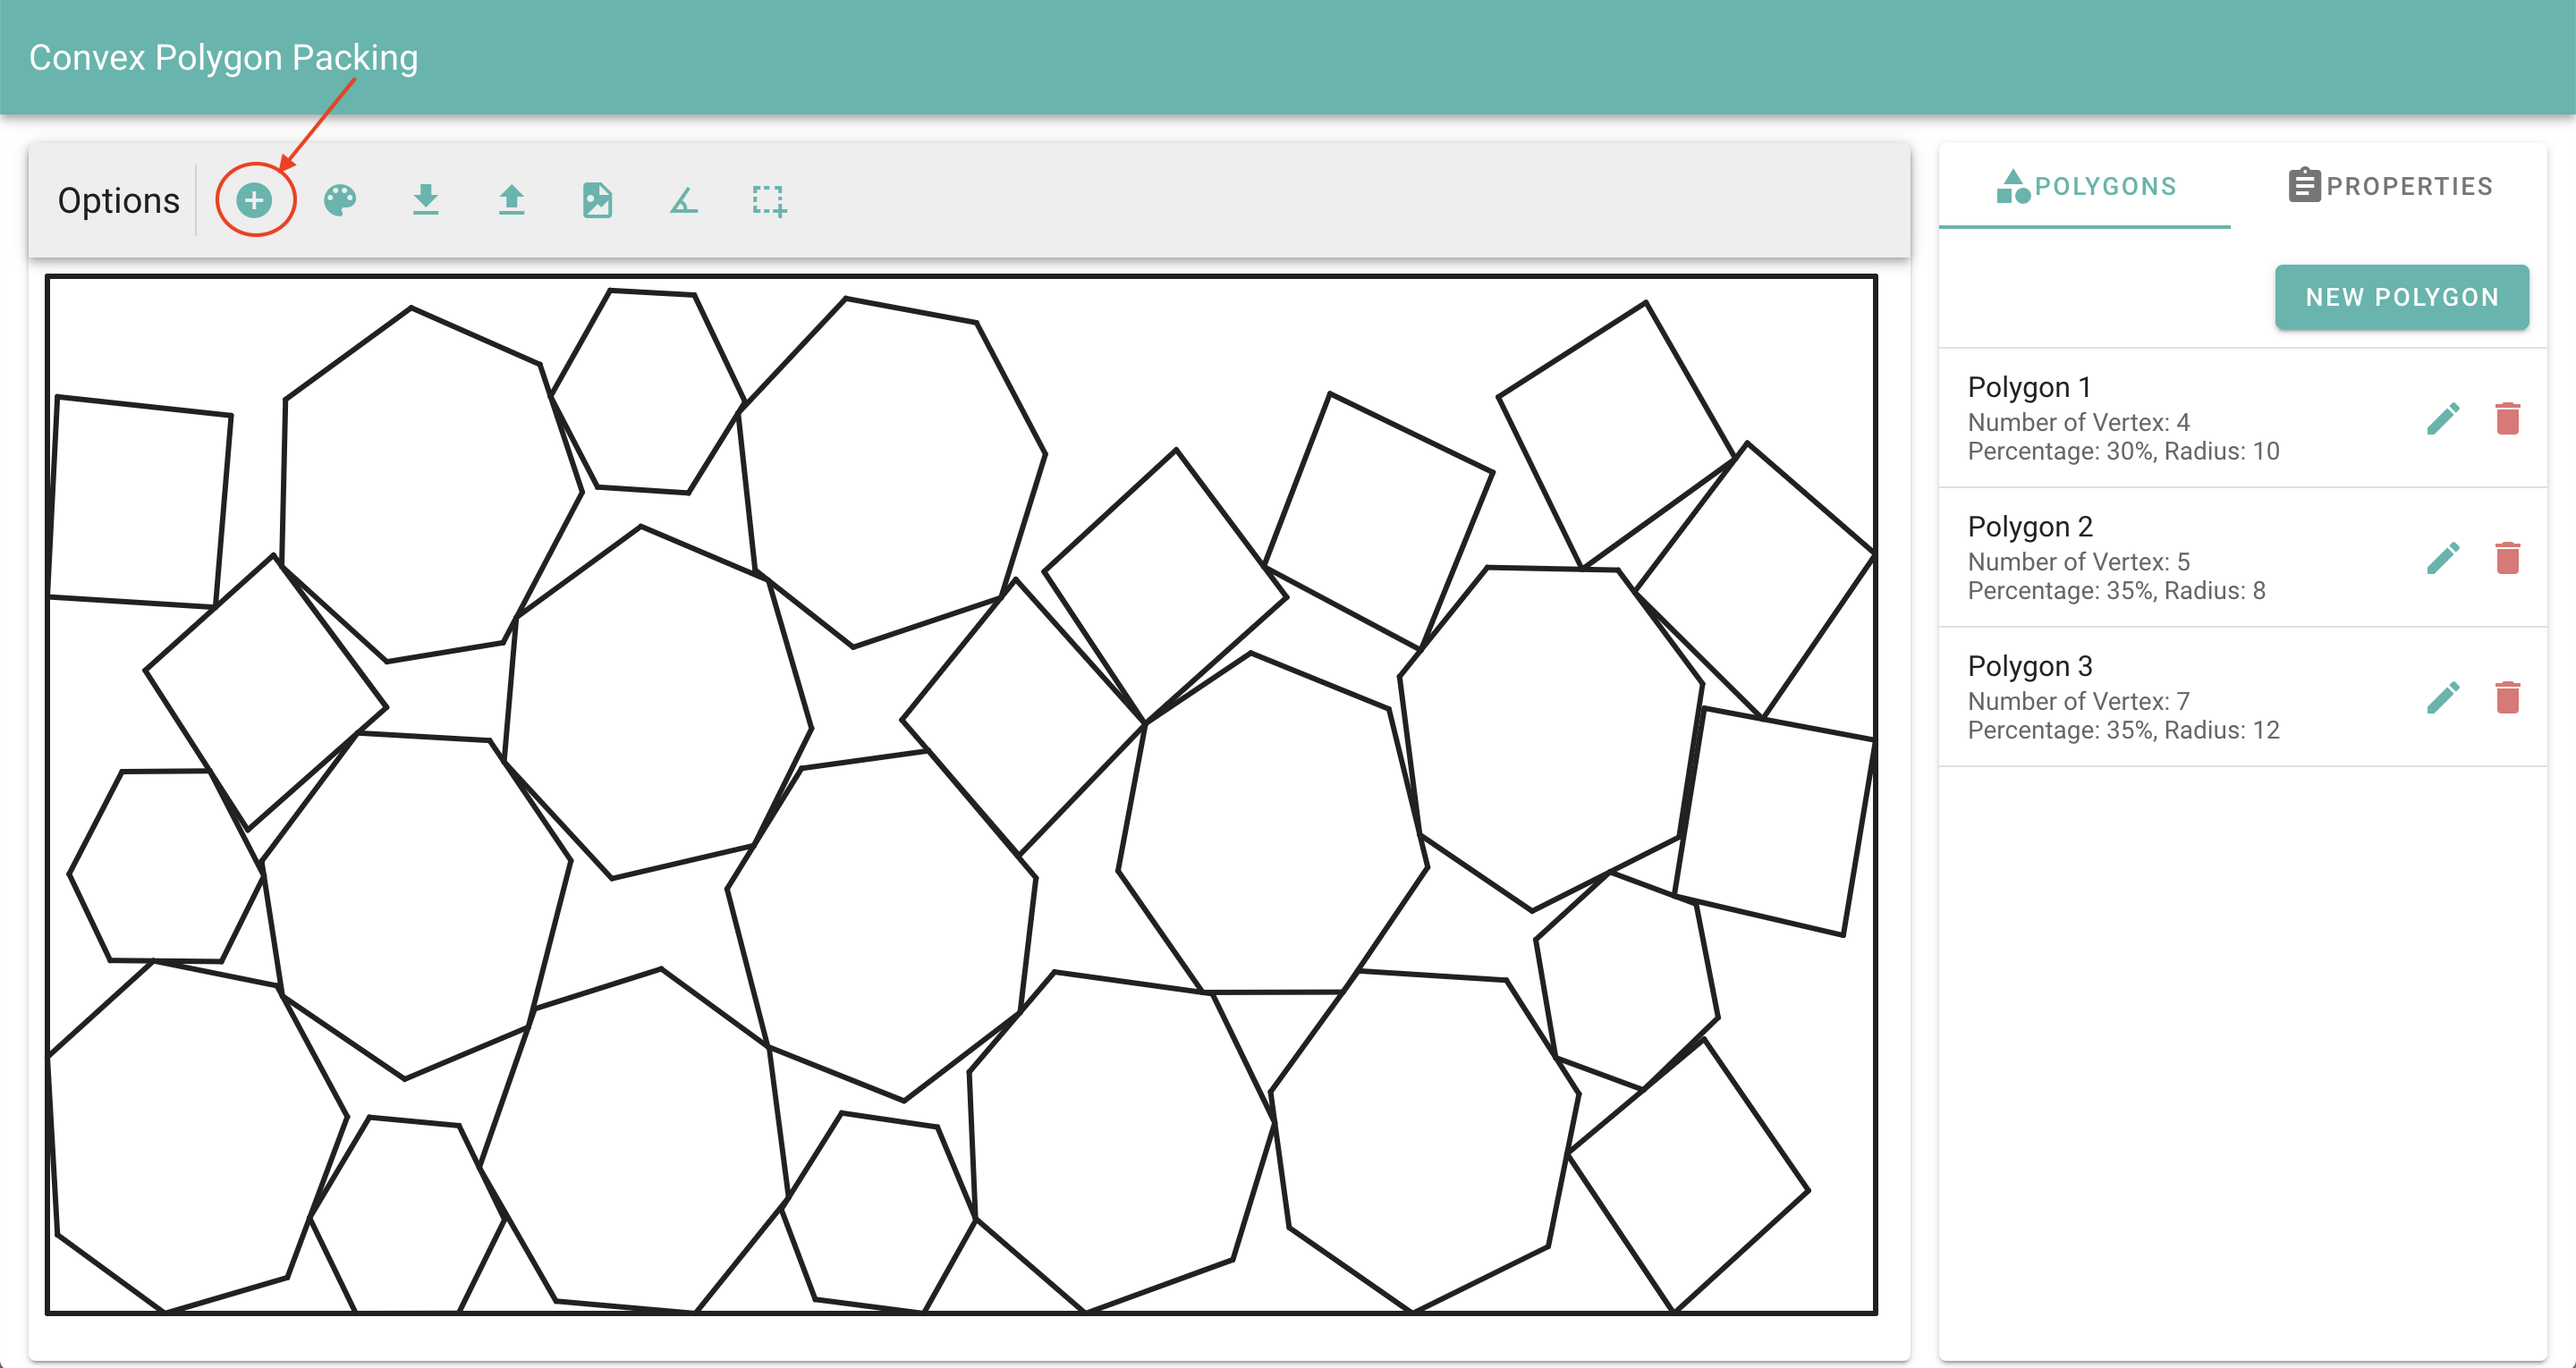 Convex Polygon Packing
Options
POLYGONS
PROPERTIES
NEW POLYGON
Polygon 1
Number of Vertex: 4
Percentage: 30%, Radius: 10
Polygon 2
Number of Vertex: 5
Percentage: 35%, Radius: 8
Polygon 3
Number of Vertex: 7
Percentage: 35%, Radius: 12